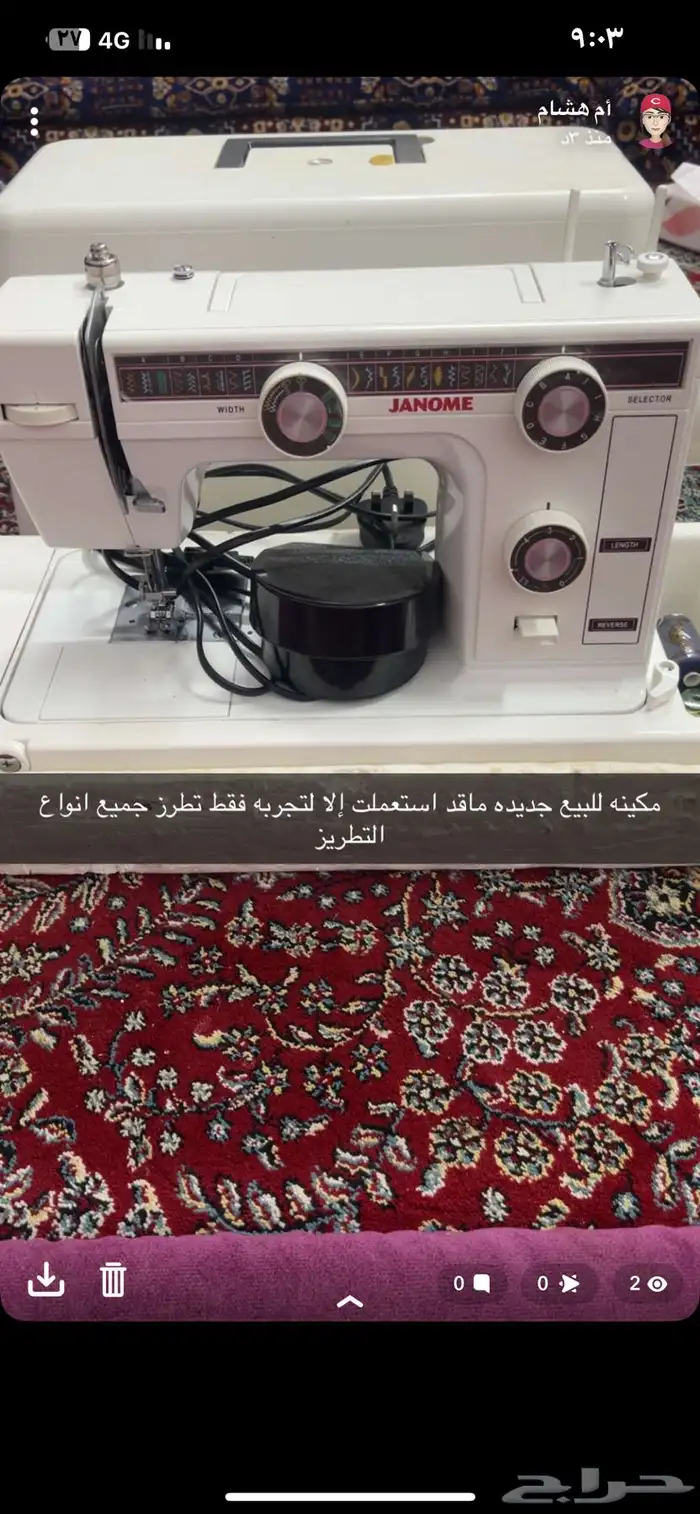 ٩:٠٣
4G
٢٧
أم هشام
منذ ٣د
A B C D E F G H I J
WIDTH
JANOME
SELECTOR
LENGTH
REVERSE
مكينه للبيع جديده ماقد استعملت إلا لتجربه فقط تطرز جميع انواع
التطريز
0
0
2
حراج